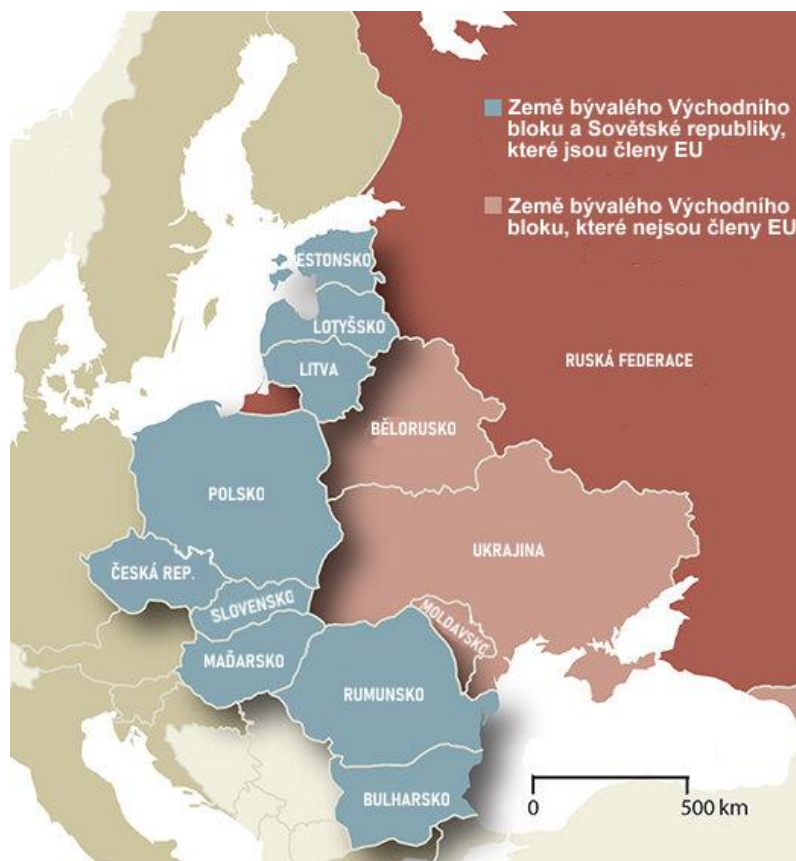 Země bývalého Východního
bloku a Sovětské republiky,
které jsou členy EU
Země bývalého Východního
bloku, které nejsou členy EU
ESTONSKO
LOTYŠSKO
LITVA
RUSKÁ FEDERACE
BĚLORUSKO
POLSKO
UKRAJINA
ČESKÁ REP.
SLOVENSKO
MOLDAVSKO
MAĎARSKO
RUMUNSKO
BULHARSKO
0
500 km